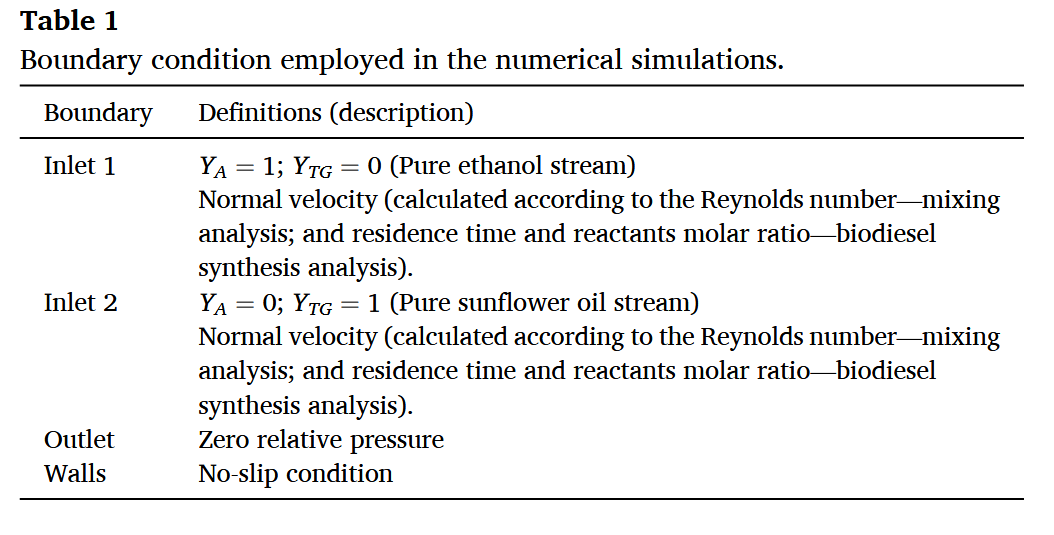 Table 1
Boundary condition employed in the numerical simulations.
Boundary Definitions (description)
Inlet 1 Y_A = 1; Y_TG = 0 (Pure ethanol stream)
Normal velocity (calculated according to the Reynolds number—mixing
analysis; and residence time and reactants molar ratio—biodiesel
synthesis analysis).
Inlet 2 Y_A = 0; Y_TG = 1 (Pure sunflower oil stream)
Normal velocity (calculated according to the Reynolds number—mixing
analysis; and residence time and reactants molar ratio—biodiesel
synthesis analysis).
Outlet Zero relative pressure
Walls No-slip condition